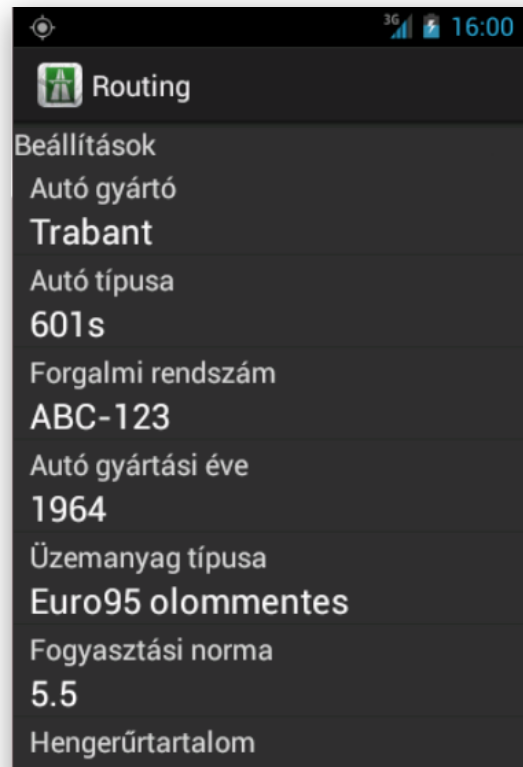 3G 16:00
Routing
Beállítások
Autó gyártó
Trabant
Autó típusa
601s
Forgalmi rendszám
ABC-123
Autó gyártási éve
1964
Üzemanyag típusa
Euro95 olommentes
Fogyasztási norma
5.5
Hengerűrtartalom